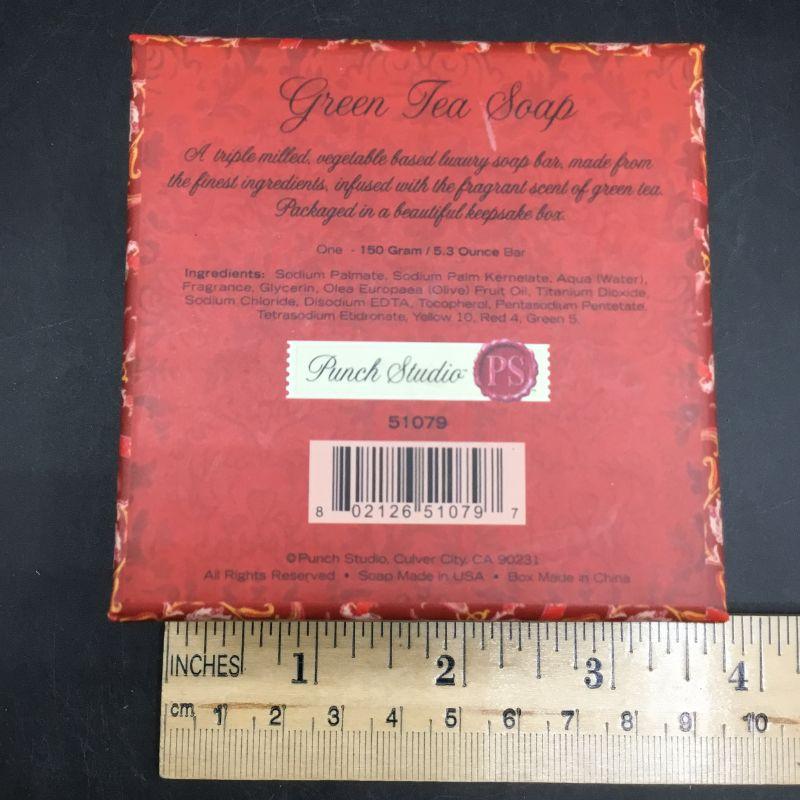 Green Tea Soap
A triple milled, vegetable based luxury soap bar, made from
the finest ingredients, infused with the fragrant scent of green tea.
Packaged in a beautiful keepsake box.
One - 150 Gram / 5.3 Ounce Bar
Ingredients: Sodium Palmate, Sodium Palm Kernelate, Aqua (Water),
Fragrance, Glycerin, Olea Europaea (Olive) Fruit Oil, Titanium Dioxide,
Sodium Chloride, Disodium EDTA, Tocopherol, Pentasodium Pentetate,
Tetrasodium Etidronate, Yellow 10, Red 4, Green 5.
Punch Studio™ PS
51079
8 02126 51079 7
©Punch Studio, Culver City, CA 90231
All Rights Reserved • Soap Made in USA • Box Made in China
INCHES 1 2 3 4
cm 1 2 3 4 5 6 7 8 9 10